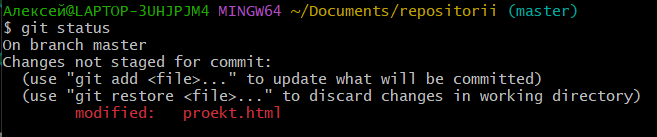 Алексей@LAPTOP-3UHJPJM4 MINGW64 ~/Documents/repositorii (master)
$ git status
On branch master
Changes not staged for commit:
  (use "git add <file>..." to update what will be committed)
  (use "git restore <file>..." to discard changes in working directory)
        modified:   proekt.html